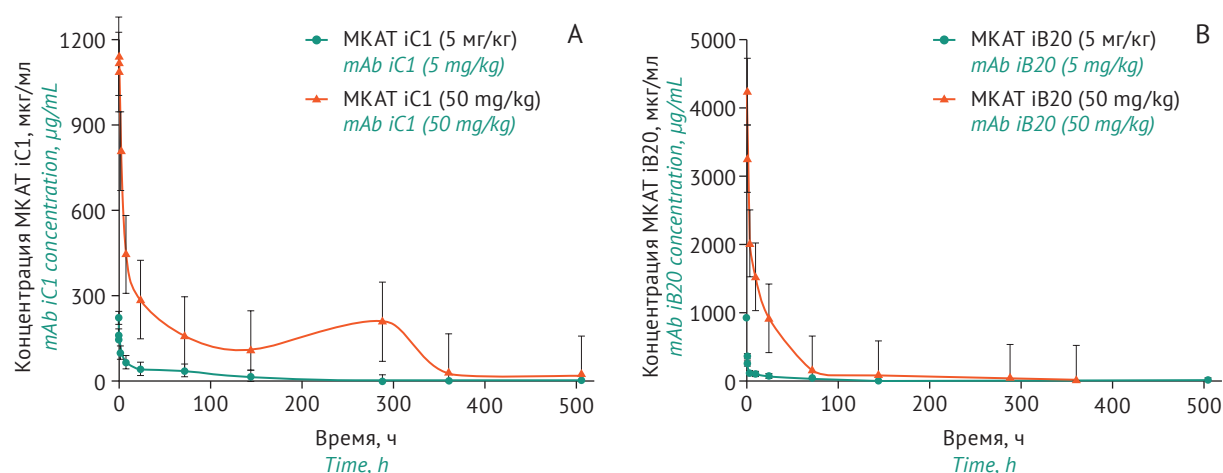 Концентрация МКАТ iC1, мкг/мл
mAb iC1 concentration, µg/mL
1200
900
600
300
0
0
100
200
300
400
500
Время, ч
Time, h
МКАТ iC1 (5 мг/кг)
mAb iC1 (5 mg/kg)
МКАТ iC1 (50 mg/kg)
mAb iC1 (50 mg/kg)
A
Концентрация МКАТ iB20, мкг/мл
mAb iB20 concentration, µg/mL
5000
4000
3000
2000
1000
0
0
100
200
300
400
500
Время, ч
Time, h
МКАТ iB20 (5 мг/кг)
mAb iB20 (5 mg/kg)
МКАТ iB20 (50 mg/kg)
mAb iB20 (50 mg/kg)
B